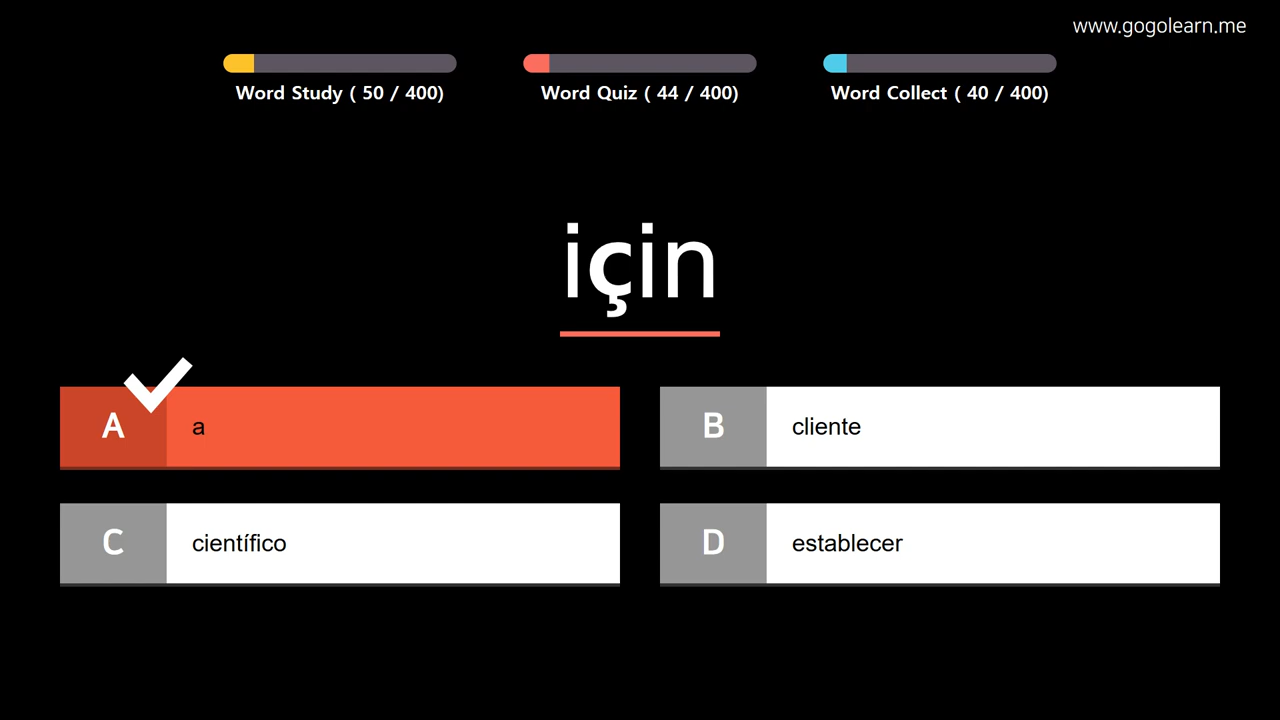 www.gogolearn.me
Word Study ( 50 / 400)
Word Quiz ( 44 / 400)
Word Collect ( 40 / 400)
için
A a
B cliente
C científico
D establecer